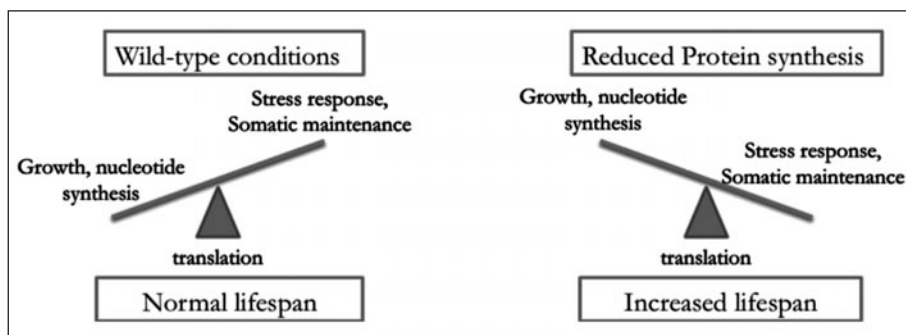 Wild-type conditions
Stress response,
Somatic maintenance
Growth, nucleotide
synthesis
translation
Normal lifespan
Reduced Protein synthesis
Growth, nucleotide
synthesis
Stress response,
Somatic maintenance
translation
Increased lifespan